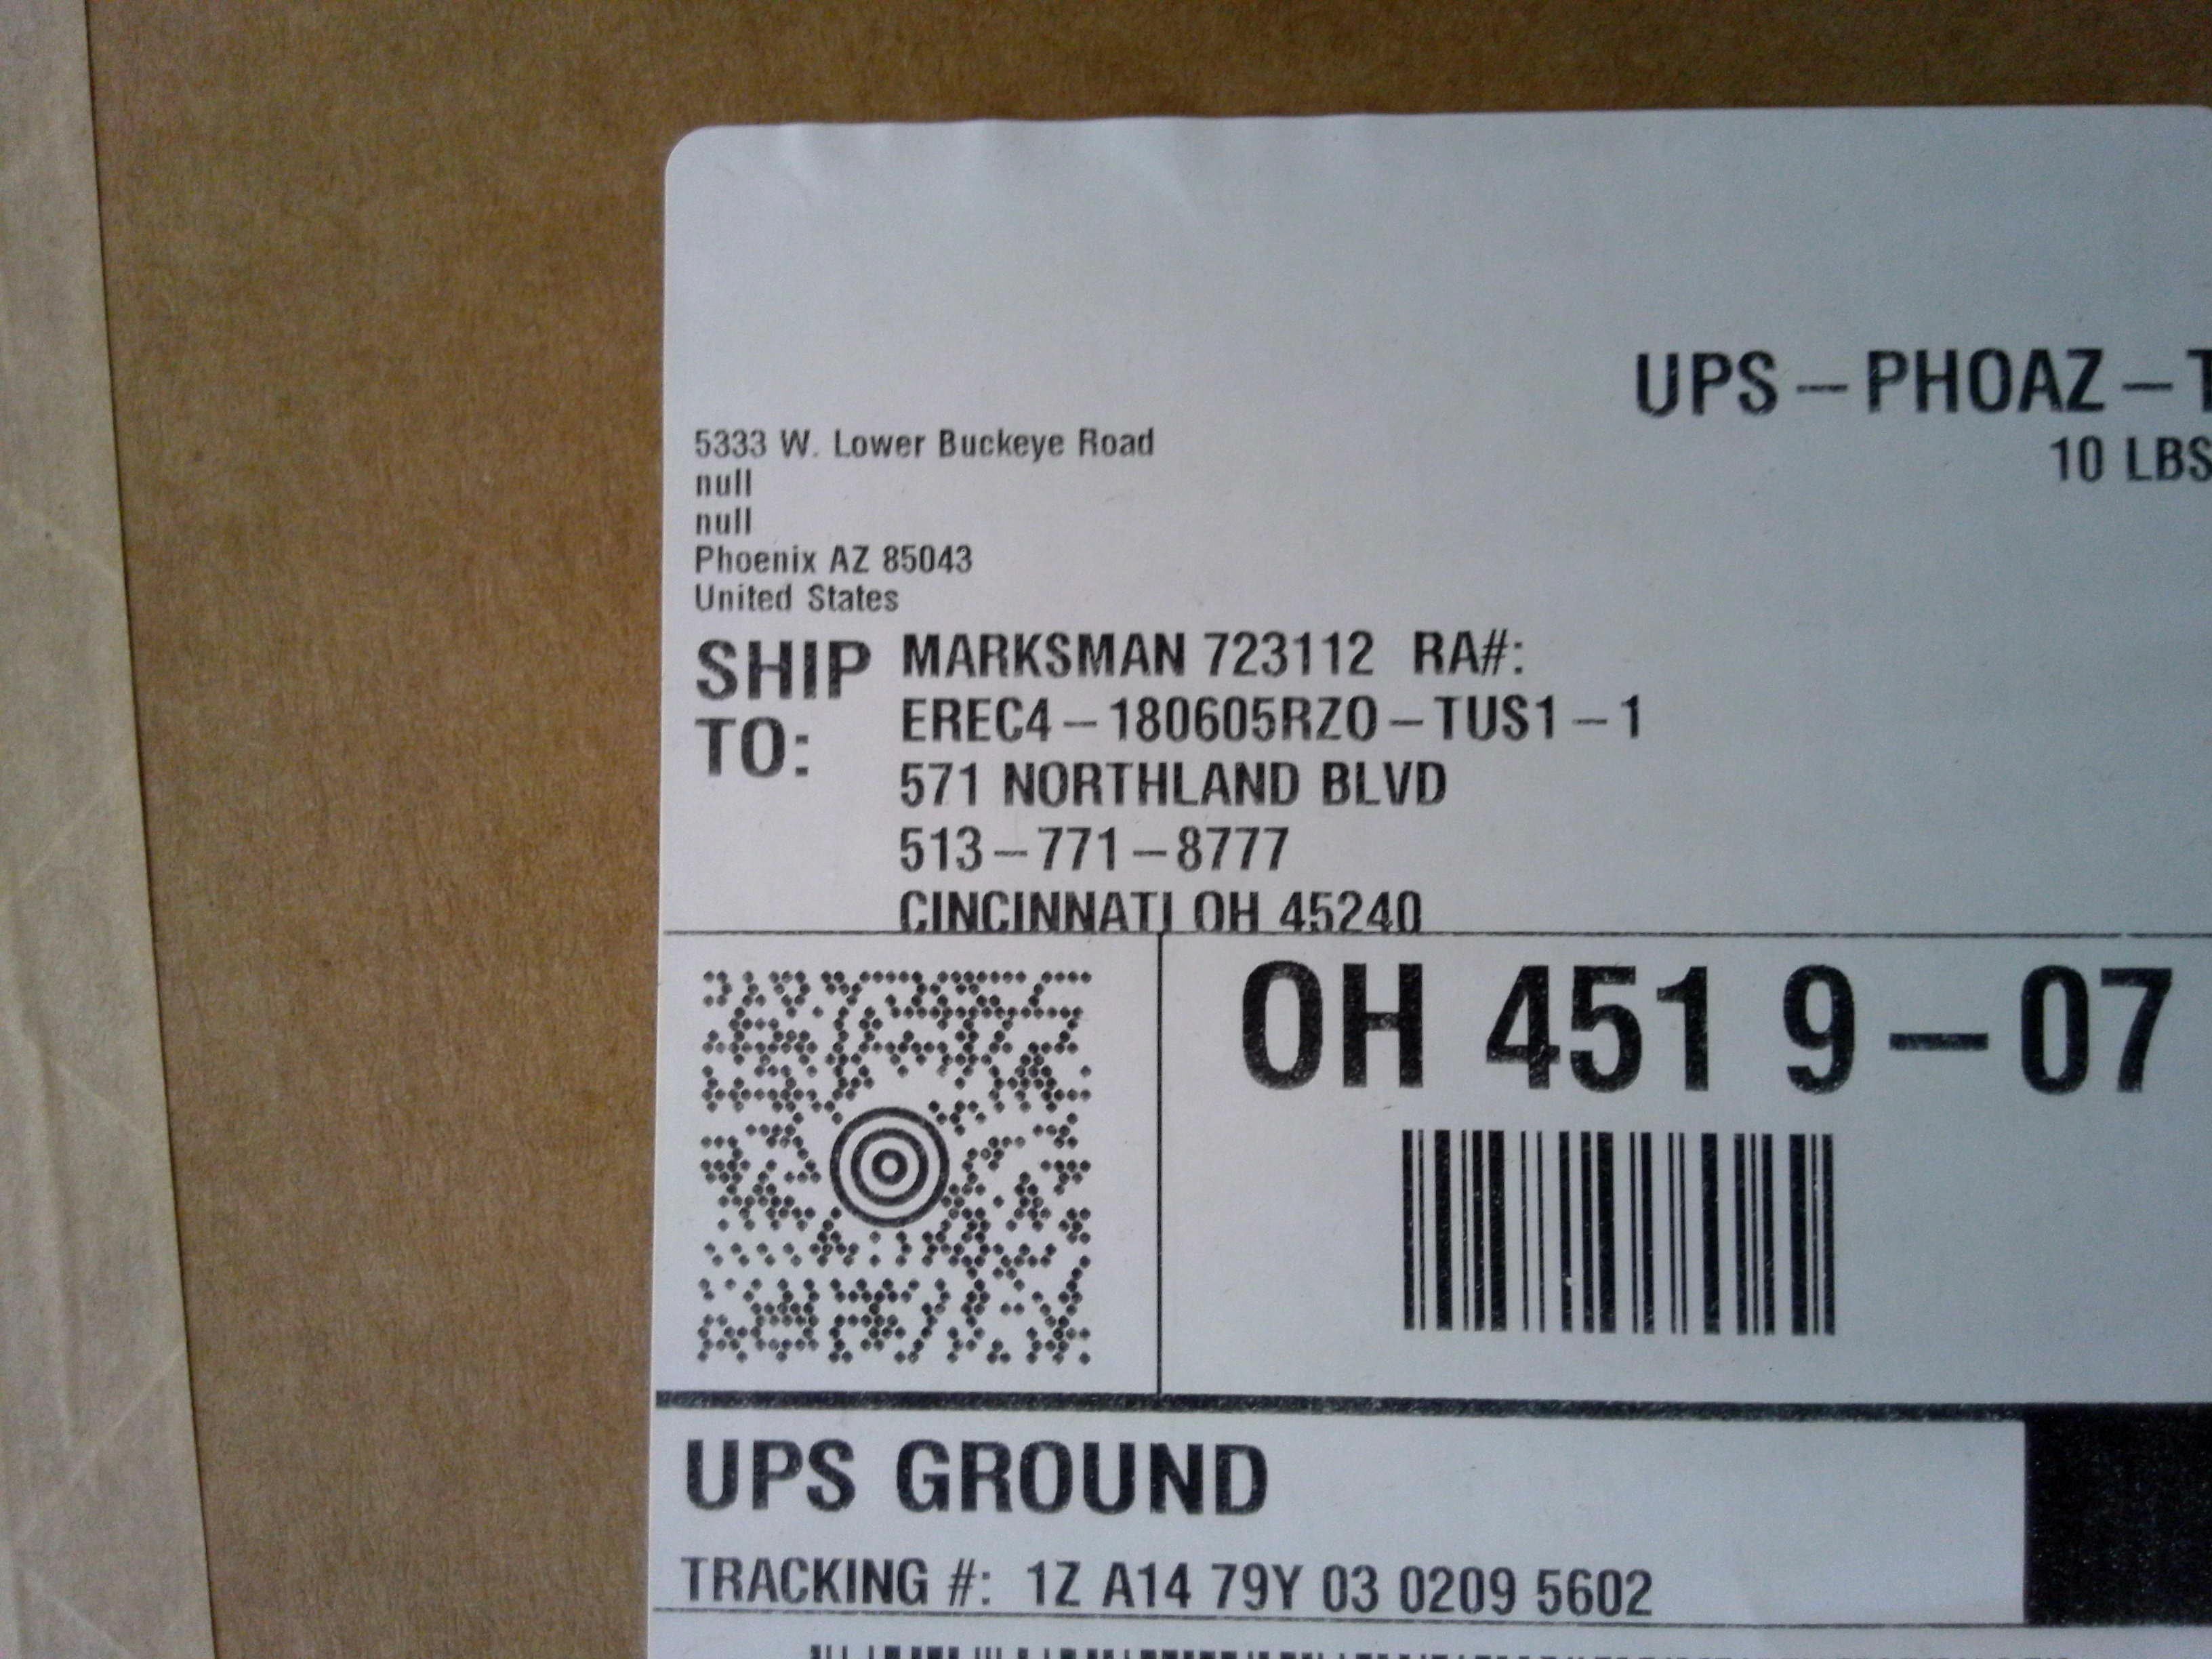 UPS – PHOAZ – T
10 LBS
5333 W. Lower Buckeye Road
null
null
Phoenix AZ 85043
United States
SHIP TO:
MARKSMAN 723112 RA#:
EREC4 – 180605RZO – TUS1 – 1
571 NORTHLAND BLVD
513 – 771 – 8777
CINCINNATI OH 45240
OH 451 9 – 07
UPS GROUND
TRACKING #: 1Z A14 79Y 03 0209 5602